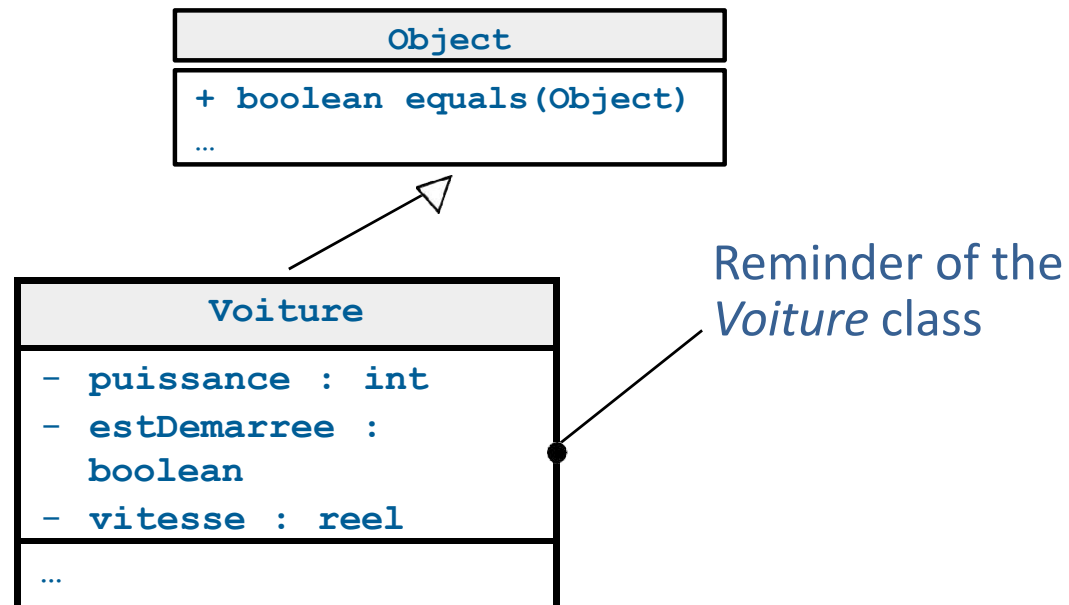 Object
+ boolean equals(Object)
…
Reminder of the
Voiture class
Voiture
- puissance : int
- estDemarree :
boolean
- vitesse : reel
…